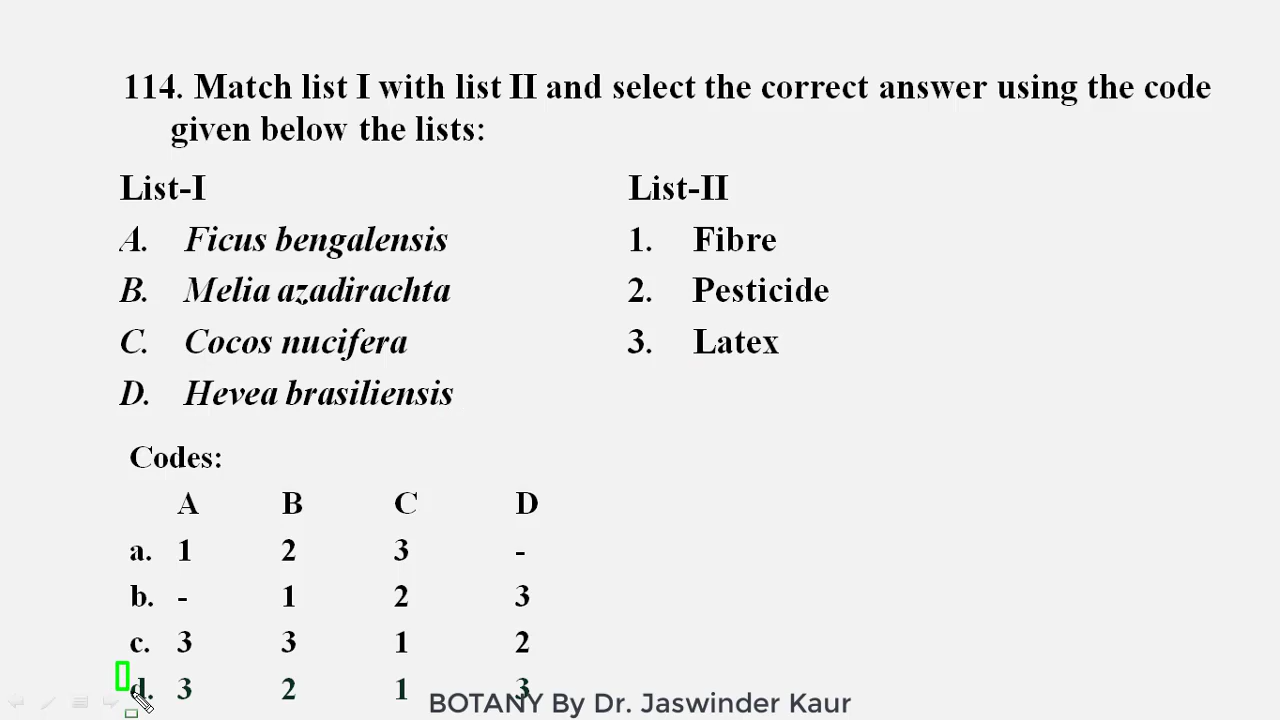 114. Match list I with list II and select the correct answer using the code
given below the lists:
List-I List-II
A. Ficus bengalensis 1. Fibre
B. Melia azadirachta 2. Pesticide
C. Cocos nucifera 3. Latex
D. Hevea brasiliensis
Codes:
A B C D
a. 1 2 3 -
b. - 1 2 3
c. 3 3 1 2
d. 3 2 1 3
BOTANY By Dr. Jaswinder Kaur